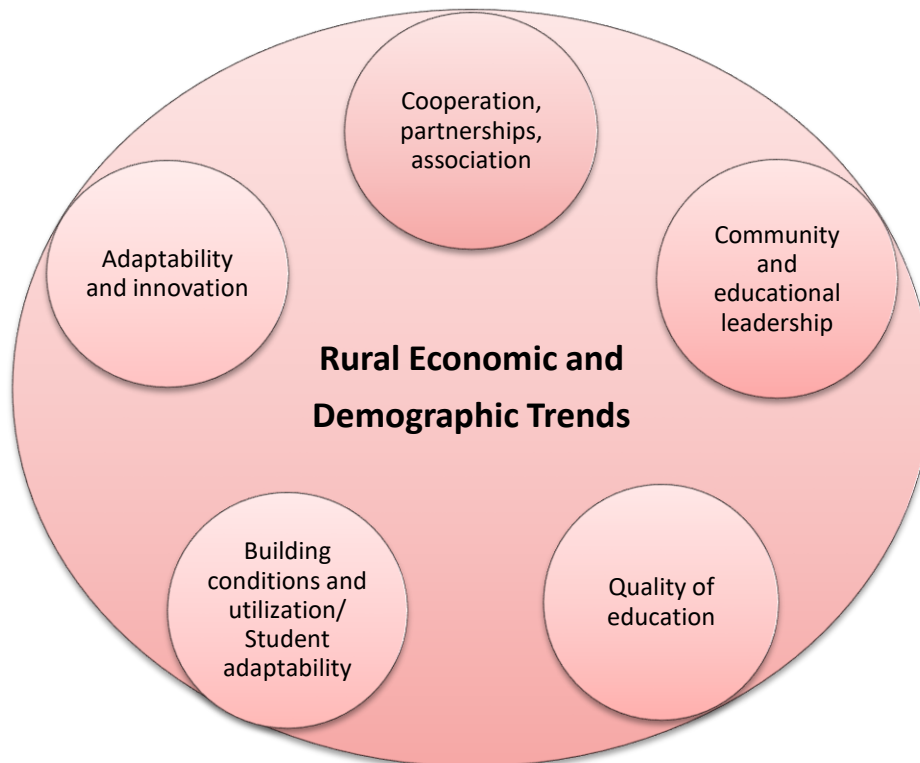 Cooperation,
partnerships,
association
Community
and
educational
leadership
Adaptability
and innovation
Rural Economic and
Demographic Trends
Building
conditions and
utilization/
Student
adaptability
Quality of
education